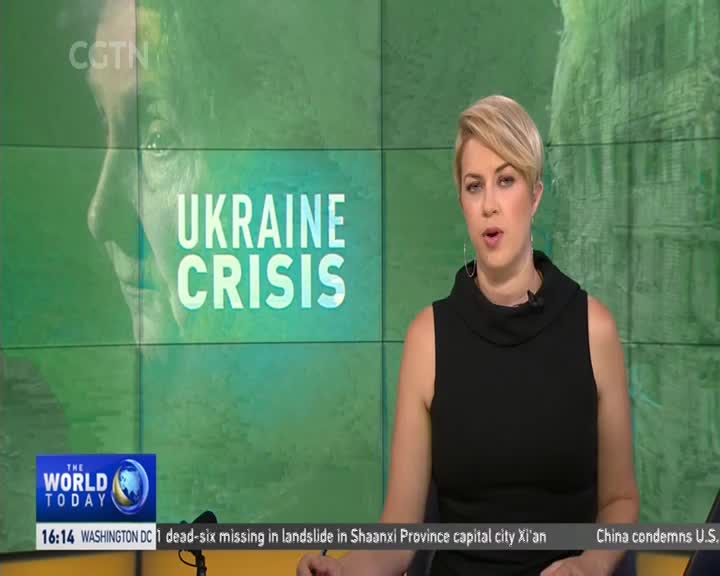 CGTN
UKRAINE
CRISIS
THE
WORLD
TODAY
16:14 WASHINGTON DC 1 dead-six missing in landslide in Shaanxi Province capital city Xi'an China condemns U.S.